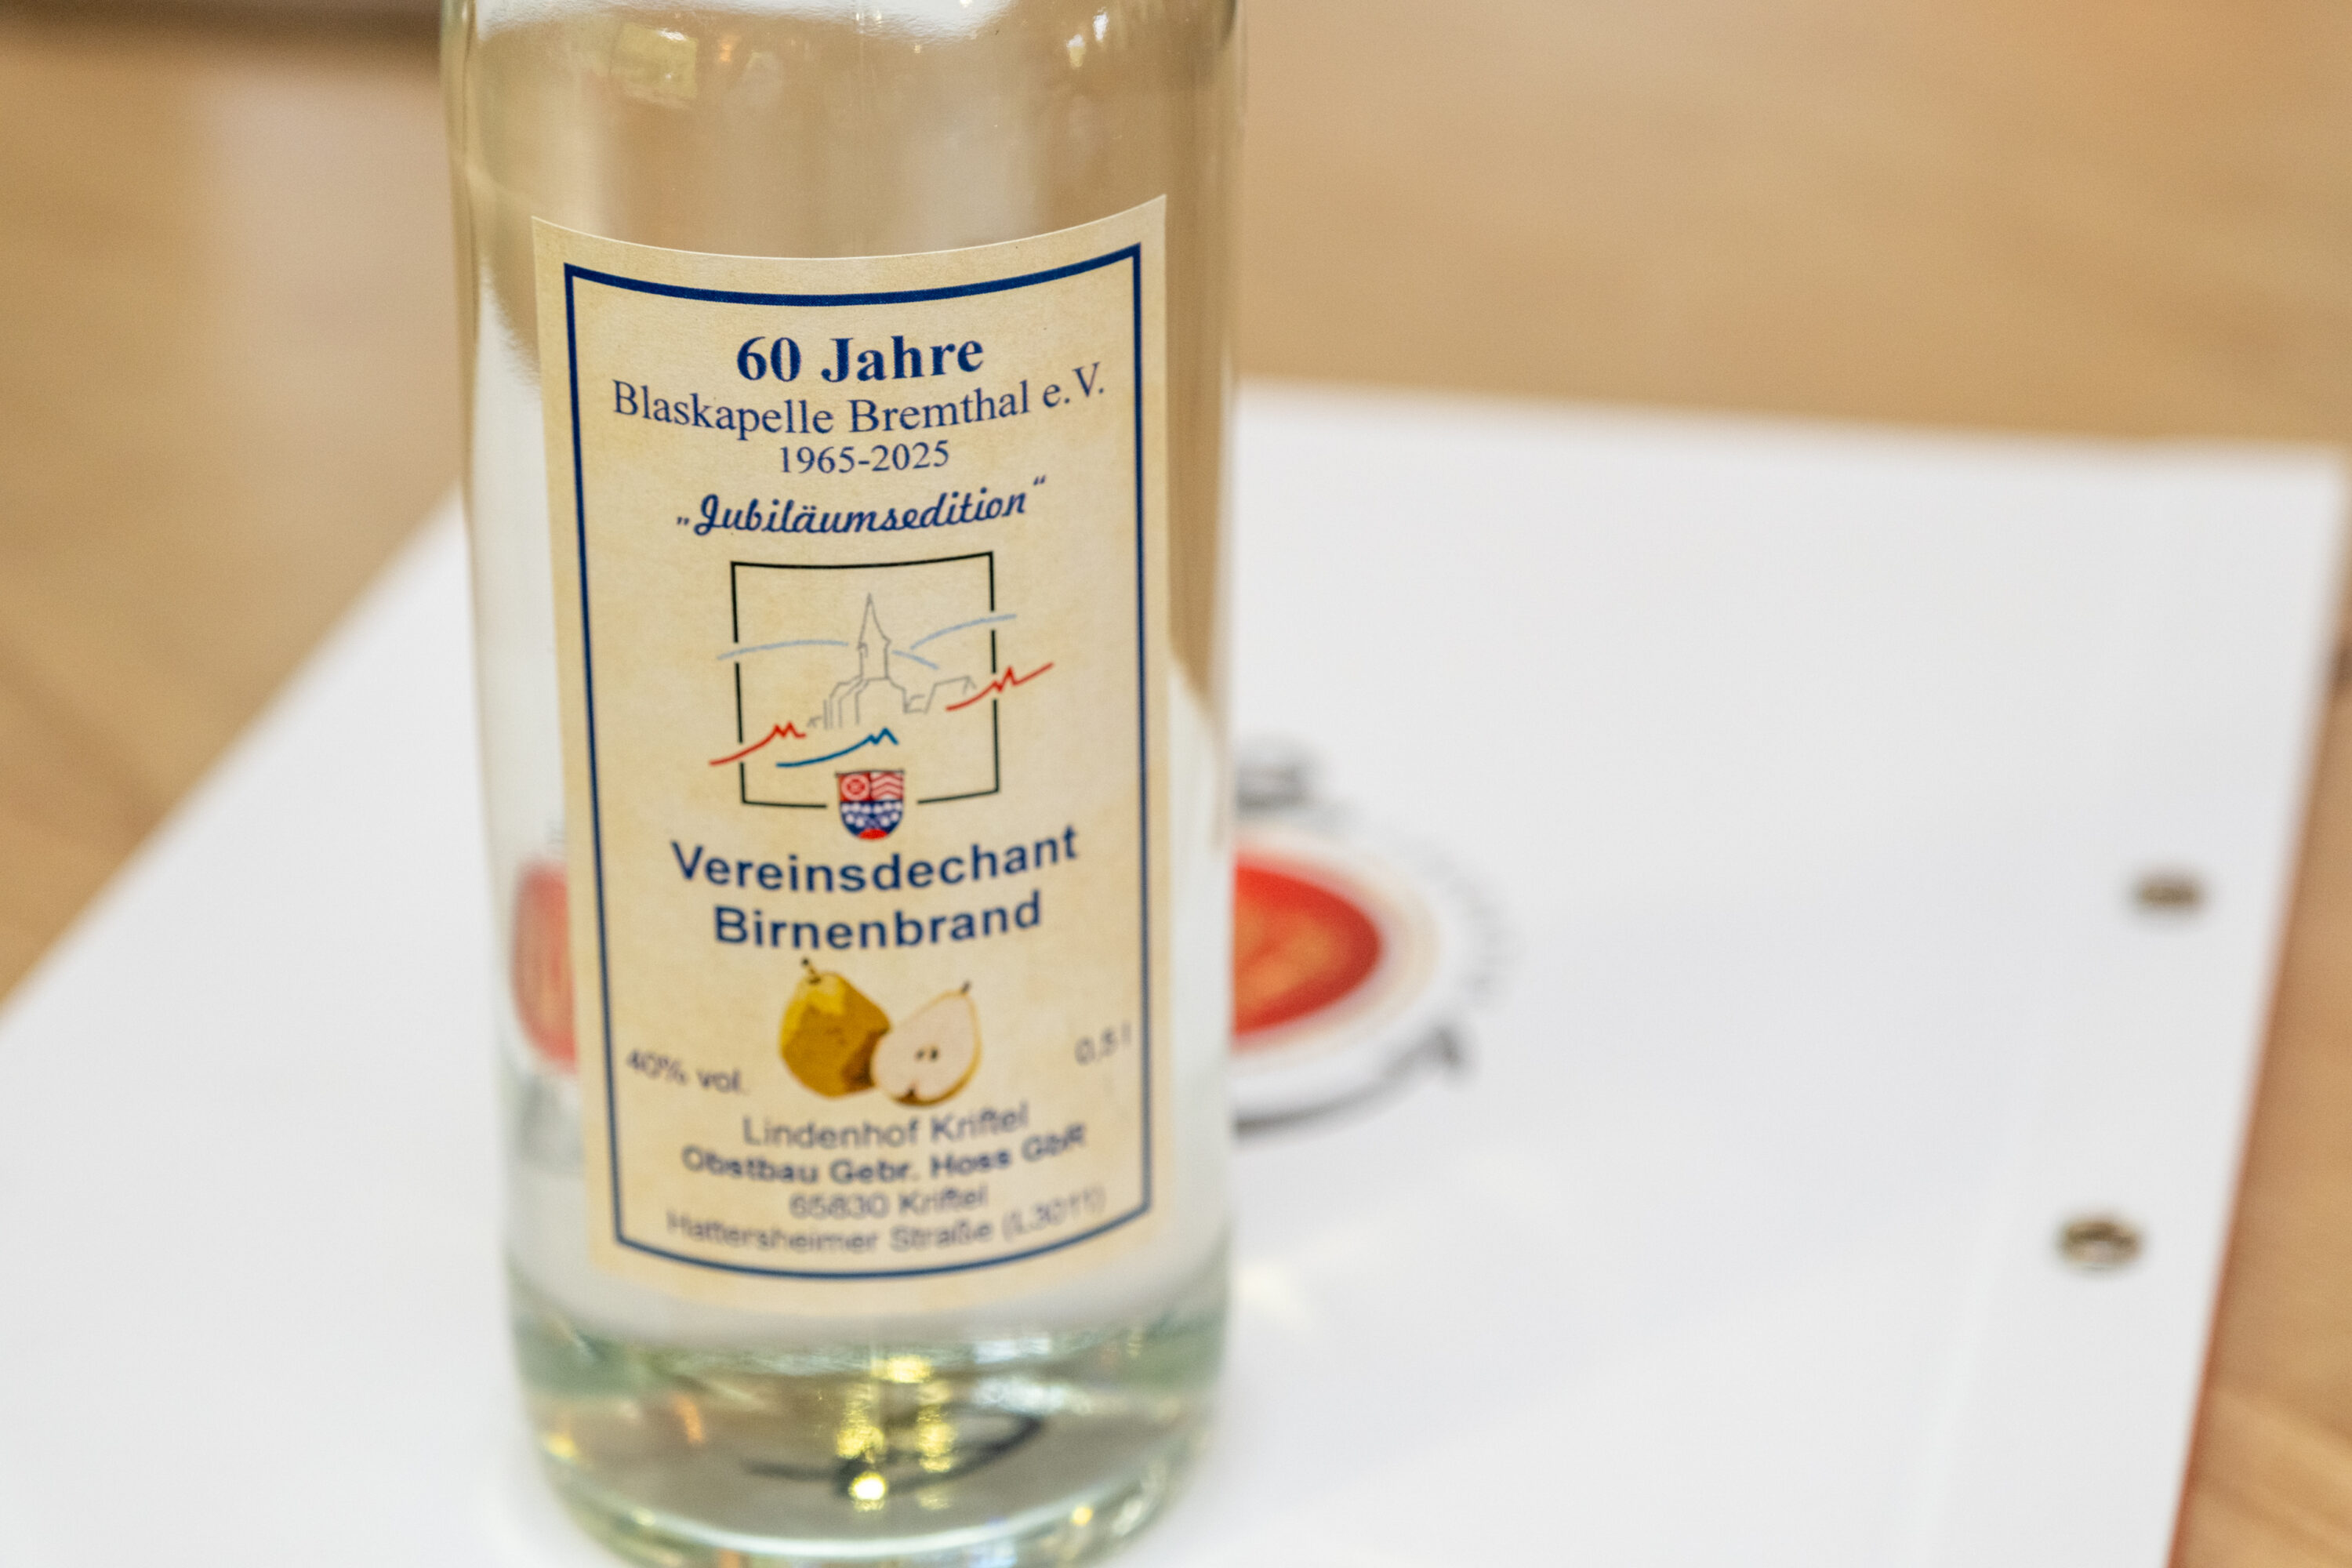 60 Jahre
Blaskapelle Bremthal e.V.
1965-2025
„Jubiläumsedition“
Vereinsdechant
Birnenbrand
40% vol.
0,5 l
Lindenhof Kriftel
Obstbau Gebr. Hoss GbR
65830 Kriftel
Hattersheimer Straße (L3011)